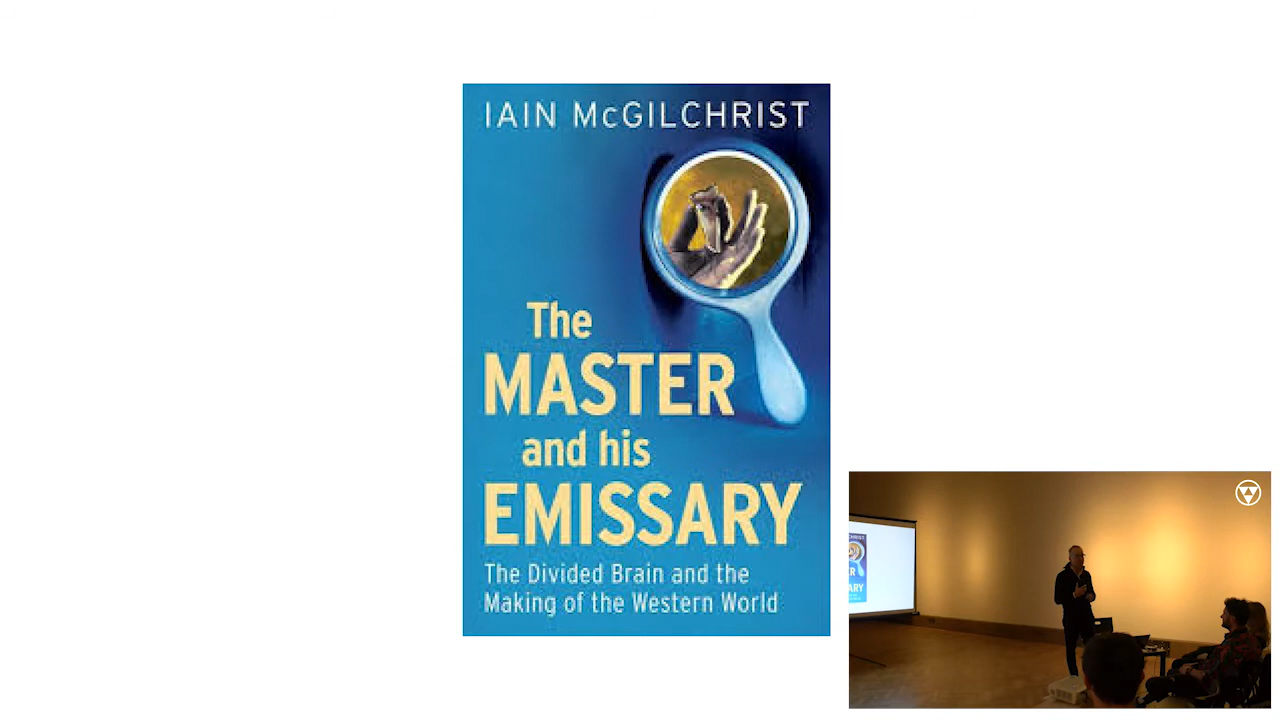 IAIN McGILCHRIST
The
MASTER
and his
EMISSARY
The Divided Brain and the
Making of the Western World